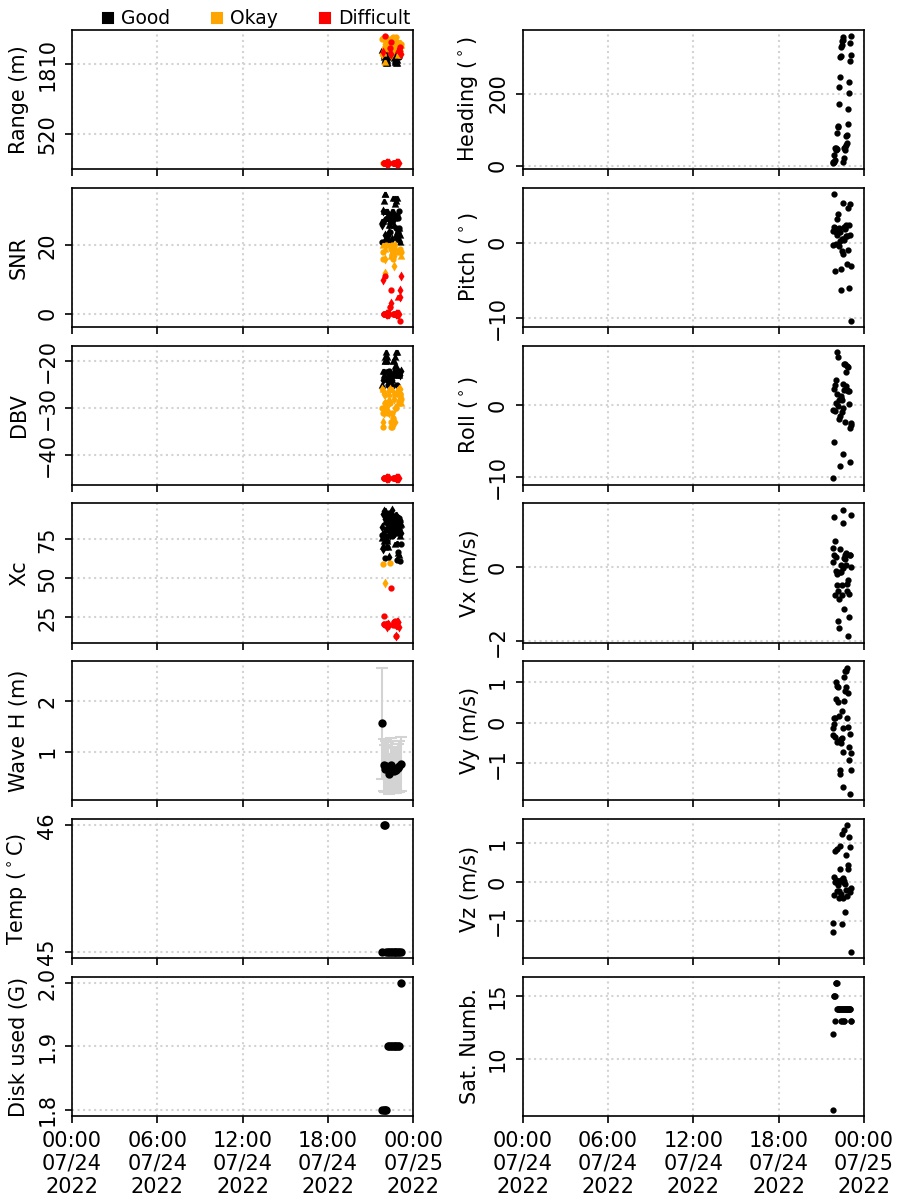 Good Okay Difficult
Range (m)
1810
520
Heading (°)
200
0
SNR
20
0
Pitch (°)
0
−10
DBV
−20
−30
−40
Roll (°)
0
−10
Xc
75
50
25
Vx (m/s)
0
−2
Wave H (m)
2
1
Vy (m/s)
1
0
−1
Temp (°C)
46
45
Vz (m/s)
1
0
−1
Disk used (G)
2.0
1.9
1.8
Sat. Numb.
15
10
00:00 06:00 12:00 18:00 00:00
07/24 07/24 07/24 07/24 07/25
2022 2022 2022 2022 2022
00:00 06:00 12:00 18:00 00:00
07/24 07/24 07/24 07/24 07/25
2022 2022 2022 2022 2022